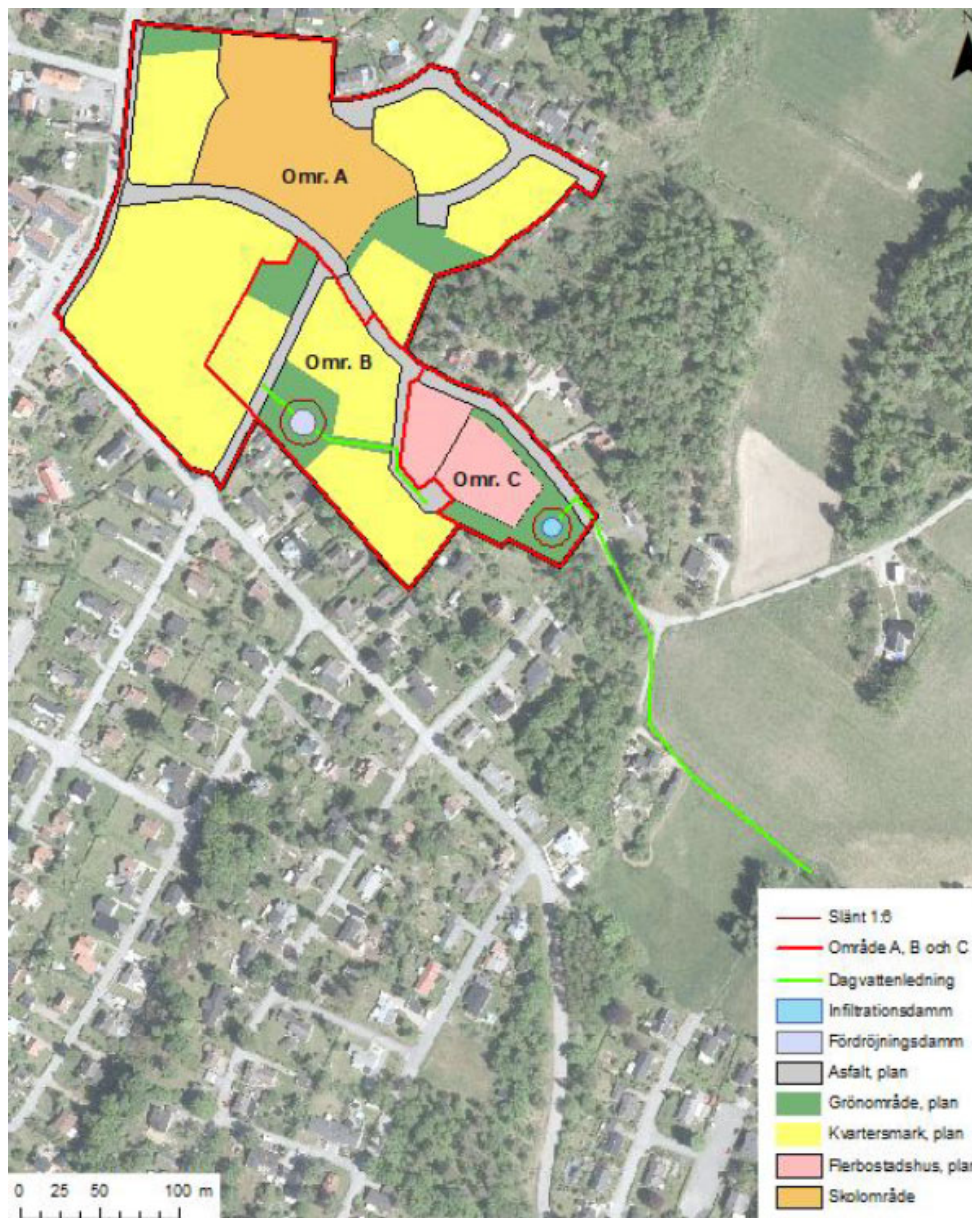 Omr. A
Omr. B
Omr. C
Slänt 1:6
Område A, B och C
Dagvattenledning
Infiltrationsdamm
Fördröjningsdamm
Asfalt, plan
Grönområde, plan
Kvartersmark, plan
Flerbostadshus, plan
Skolområde
0 25 50 100 m